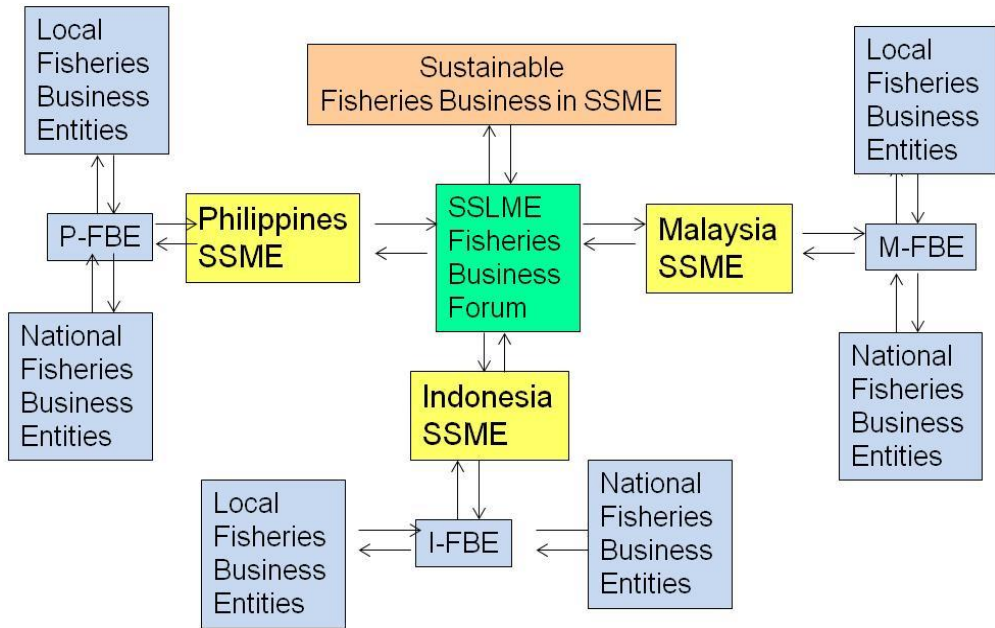 Local
Fisheries
Business
Entities
Sustainable
Fisheries Business in SSME
Local
Fisheries
Business
Entities
P-FBE
Philippines
SSME
SSLME
Fisheries
Business
Forum
Malaysia
SSME
M-FBE
National
Fisheries
Business
Entities
National
Fisheries
Business
Entities
Indonesia
SSME
Local
Fisheries
Business
Entities
I-FBE
National
Fisheries
Business
Entities